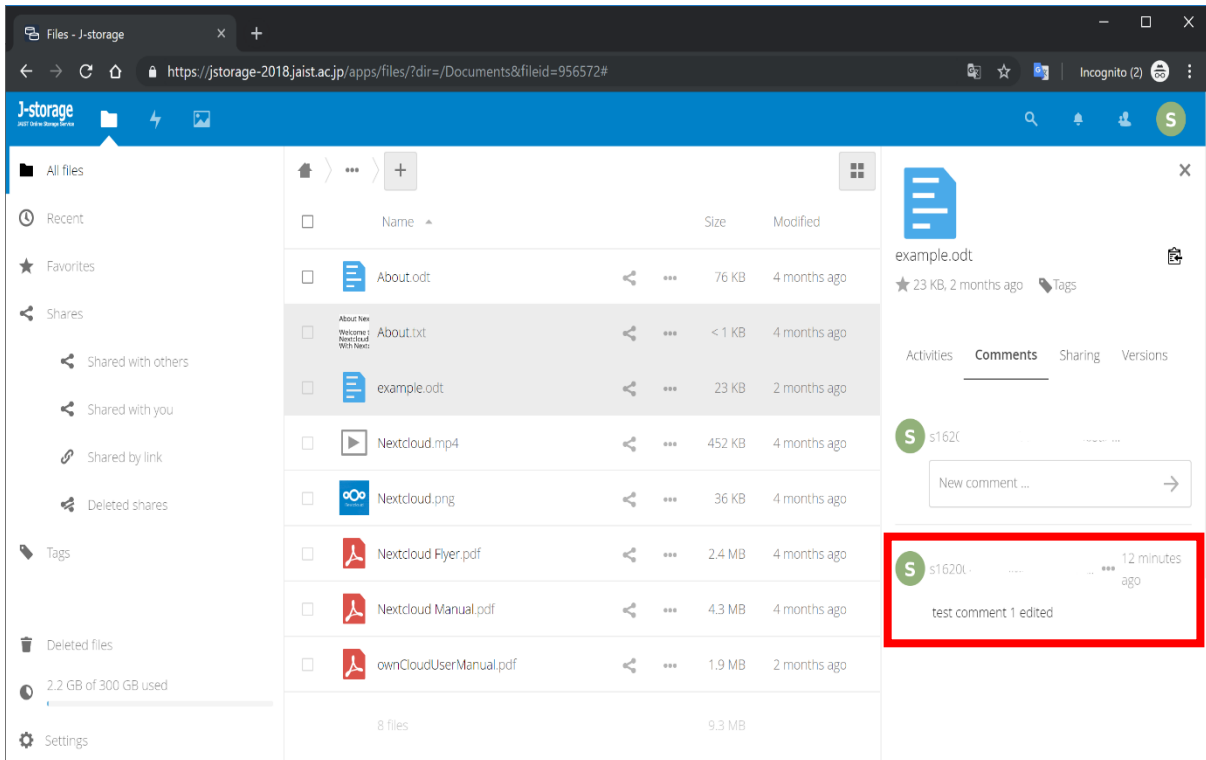 Files - J-storage
https://jstorage-2018.jaist.ac.jp/apps/files/?dir=/Documents&fileid=956572#
Incognito (2)
J-storage
JAIST Online Storage Service
S
All files
Recent
Favorites
Shares
Shared with others
Shared with you
Shared by link
Deleted shares
Tags
Deleted files
2.2 GB of 300 GB used
Settings
Name Size Modified
About.odt 76 KB 4 months ago
About.txt < 1 KB 4 months ago
example.odt 23 KB 2 months ago
Nextcloud.mp4 452 KB 4 months ago
Nextcloud.png 36 KB 4 months ago
Nextcloud Flyer.pdf 2.4 MB 4 months ago
Nextcloud Manual.pdf 4.3 MB 4 months ago
ownCloudUserManual.pdf 1.9 MB 2 months ago
8 files 9.3 MB
example.odt
23 KB, 2 months ago Tags
Activities Comments Sharing Versions
S
New comment ...
S 12 minutes
ago
test comment 1 edited